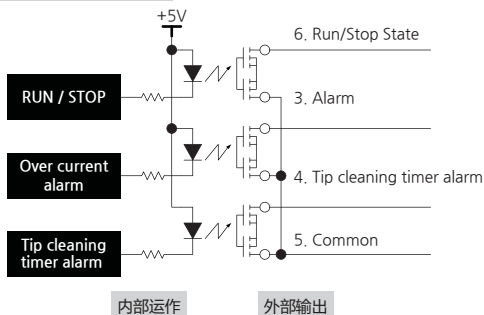 +5V
6. Run/Stop State
RUN / STOP
3. Alarm
Over current
alarm
4. Tip cleaning timer alarm
Tip cleaning
timer alarm
5. Common
内部运作
外部输出